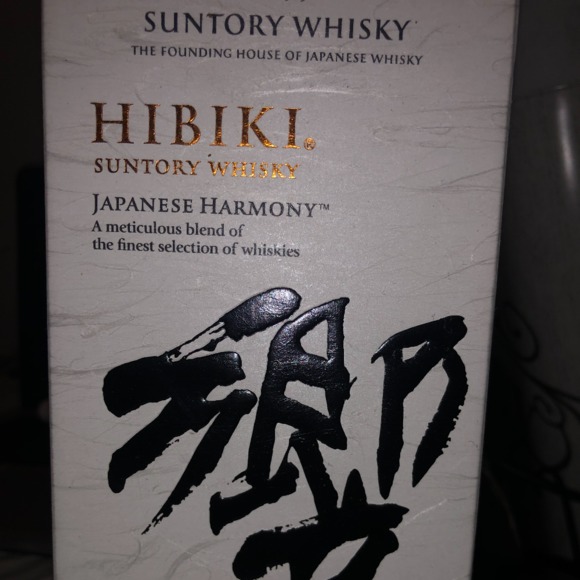 SUNTORY WHISKY
THE FOUNDING HOUSE OF JAPANESE WHISKY
HIBIKI®
SUNTORY WHISKY
JAPANESE HARMONY™
A meticulous blend of
the finest selection of whiskies
響